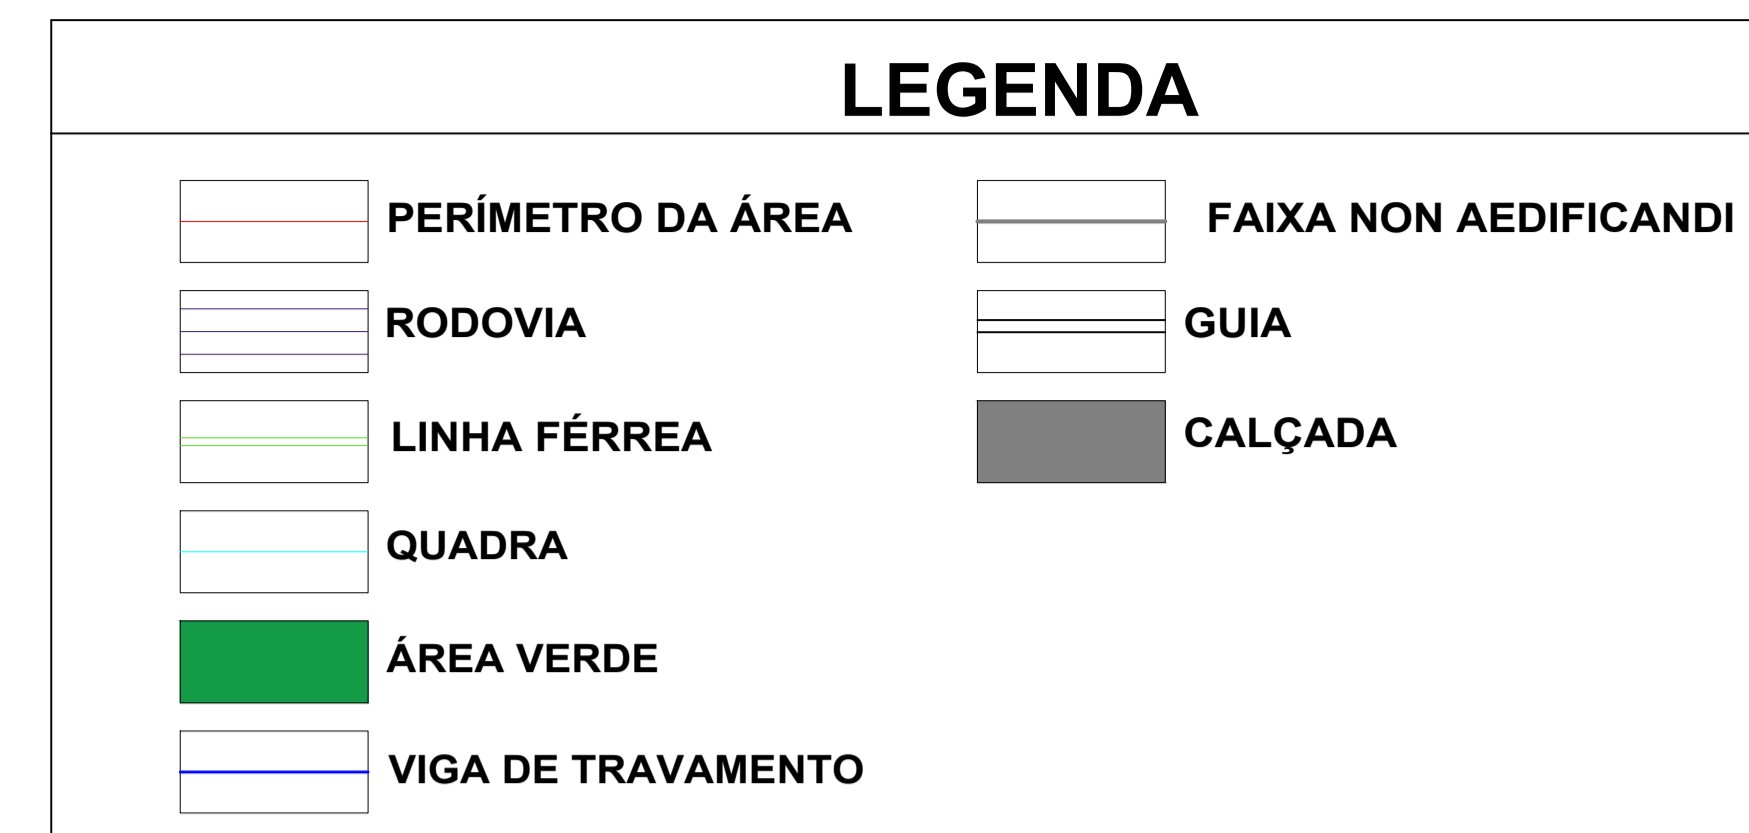 LEGENDA
PERÍMETRO DA ÁREA
RODOVIA
LINHA FÉRREA
QUADRA
ÁREA VERDE
VIGA DE TRAVAMENTO
FAIXA NON AEDIFICANDI
GUIA
CALÇADA